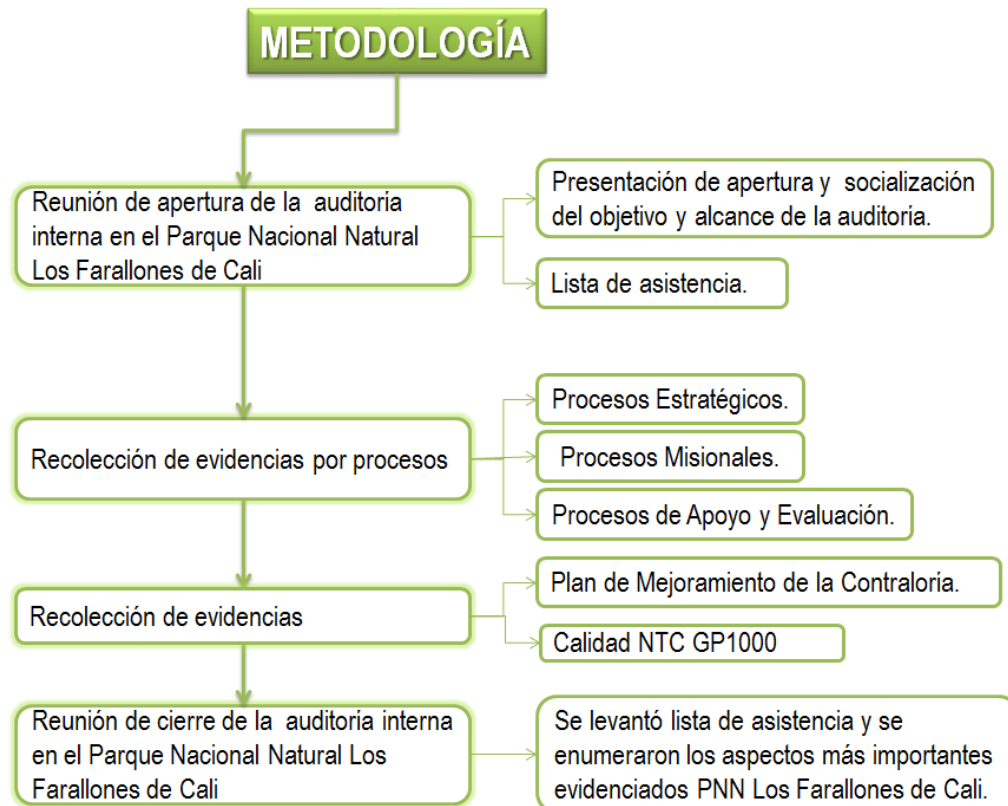 METODOLOGÍA
Reunión de apertura de la auditoría
interna en el Parque Nacional Natural
Los Farallones de Cali
Presentación de apertura y socialización
del objetivo y alcance de la auditoría.
Lista de asistencia.
Recolección de evidencias por procesos
Procesos Estratégicos.
Procesos Misionales.
Procesos de Apoyo y Evaluación.
Recolección de evidencias
Plan de Mejoramiento de la Contraloría.
Calidad NTC GP1000
Reunión de cierre de la auditoría interna
en el Parque Nacional Natural Los
Farallones de Cali
Se levantó lista de asistencia y se
enumeraron los aspectos más importantes
evidenciados PNN Los Farallones de Cali.